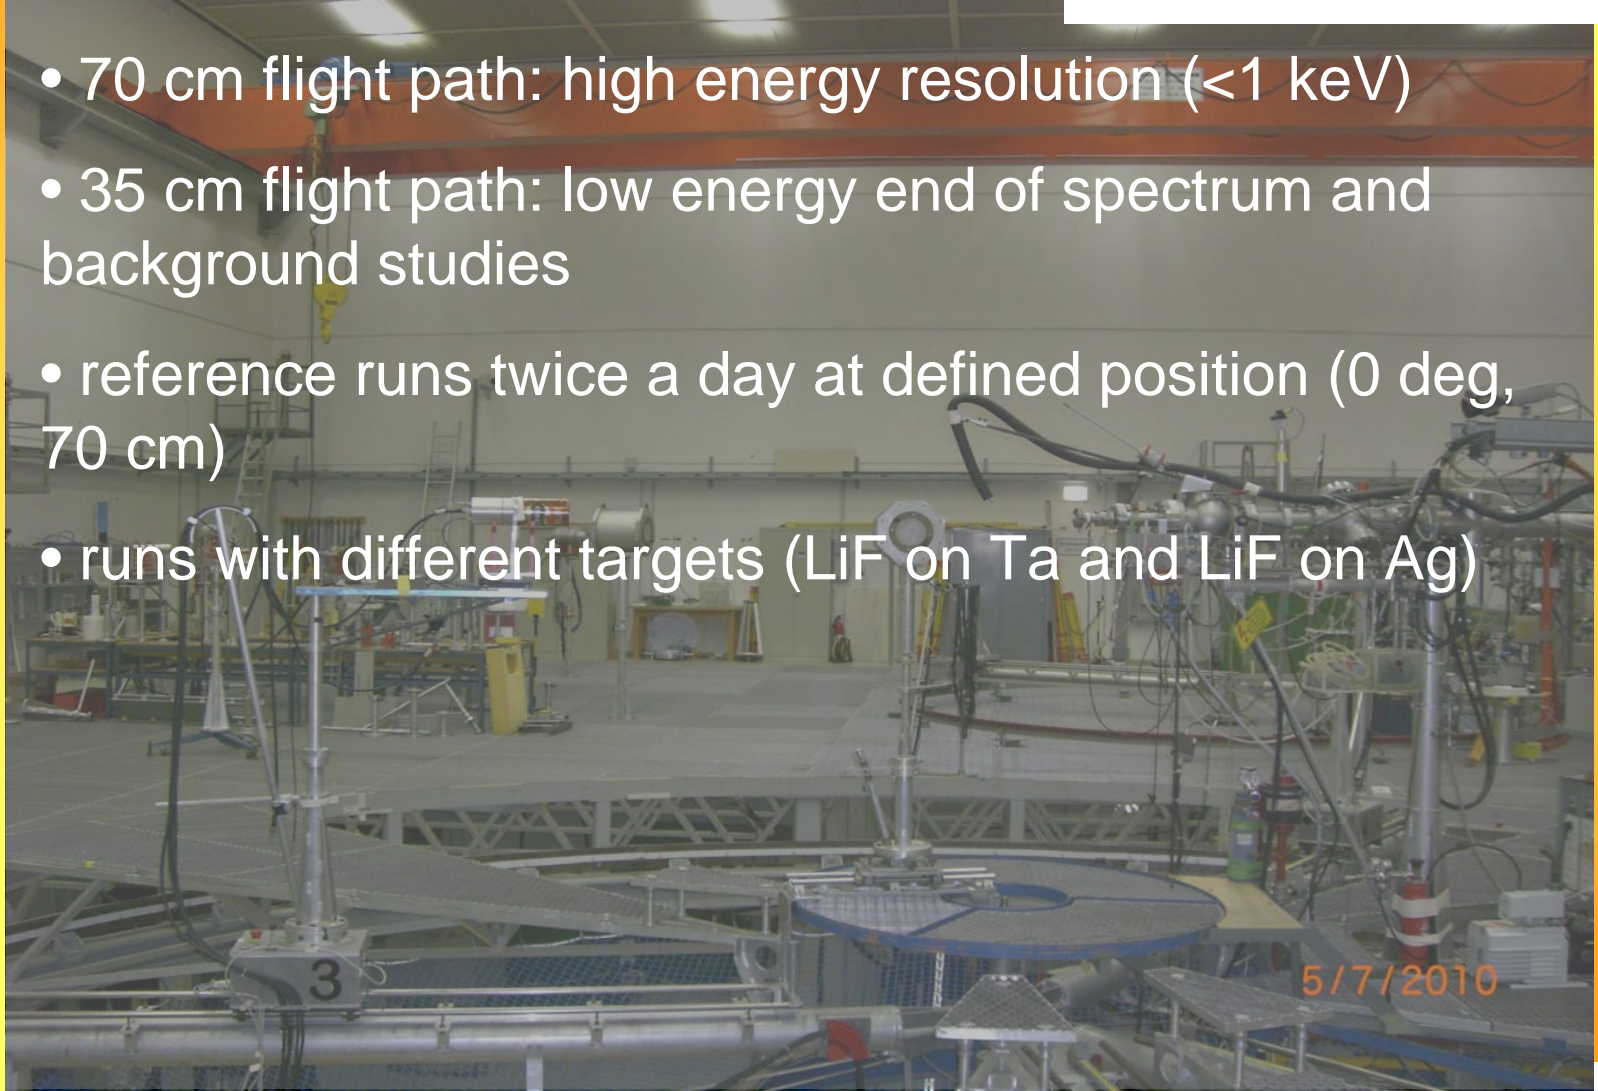 • 70 cm flight path: high energy resolution (<1 keV)
• 35 cm flight path: low energy end of spectrum and
background studies
• reference runs twice a day at defined position (0 deg,
70 cm)
• runs with different targets (LiF on Ta and LiF on Ag)
3
5/7/2010